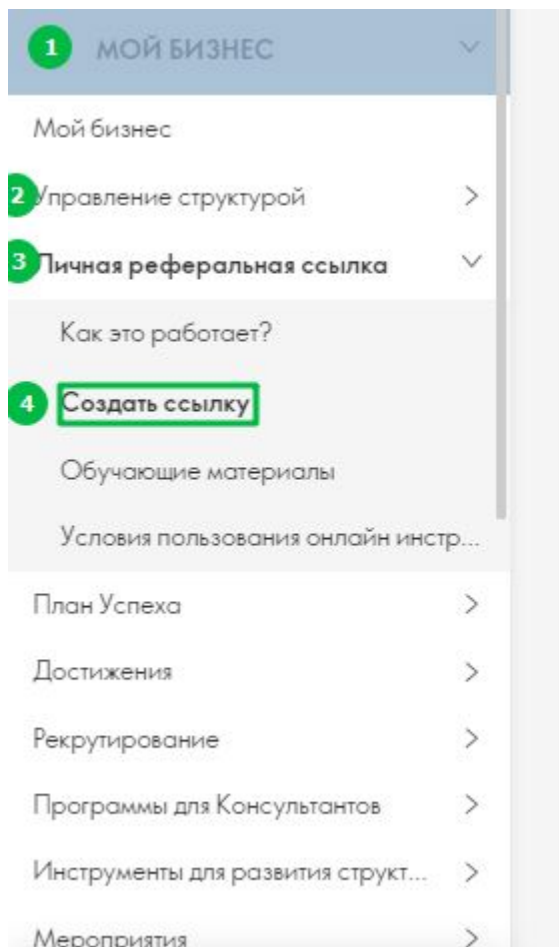 1 МОЙ БИЗНЕС
Мой бизнес
2 Управление структурой
3 Личная реферальная ссылка
Как это работает?
4 Создать ссылку
Обучающие материалы
Условия пользования онлайн инстр...
План Успеха
Достижения
Рекрутирование
Программы для Консультантов
Инструменты для развития структ...
Мероприятия